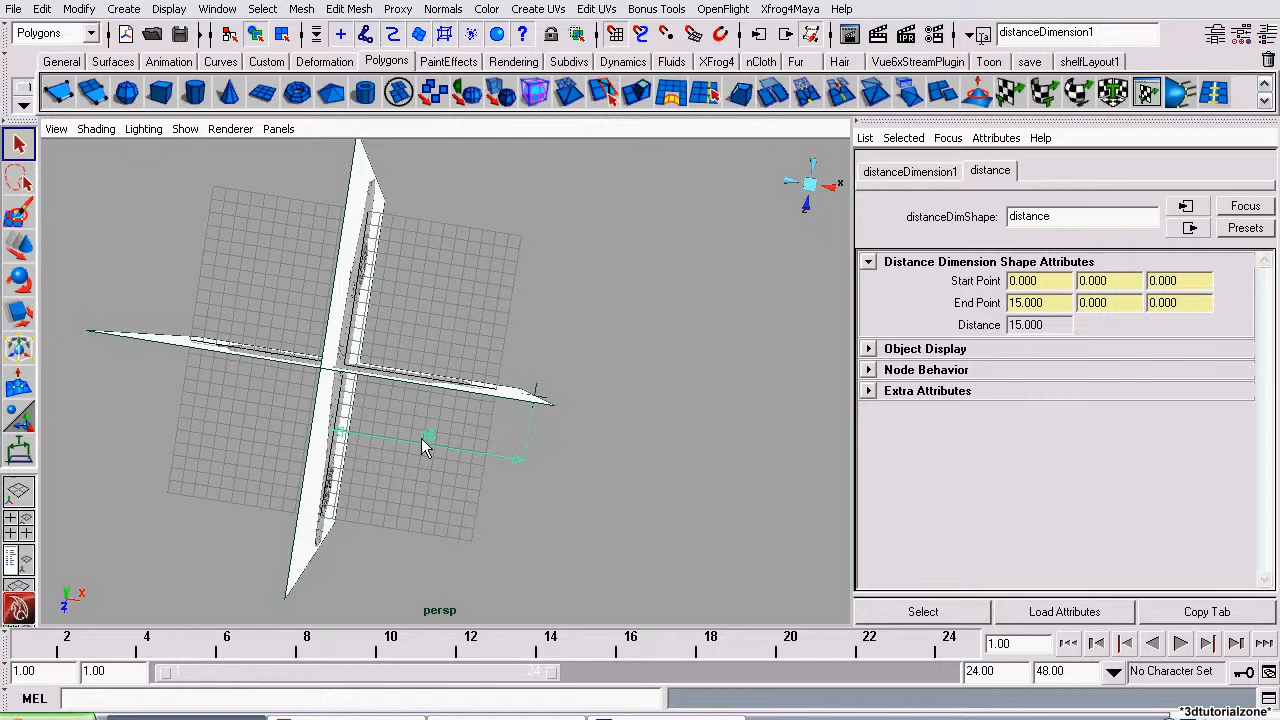 File Edit Modify Create Display Window Select Mesh Edit Mesh Proxy Normals Color Create UVs Edit UVs Bonus Tools OpenFlight Xfrog4Maya Help
Polygons distanceDimension1
General Surfaces Animation Curves Custom Deformation Polygons PaintEffects Rendering Subdivs Dynamics Fluids XFrog4 nCloth Fur Hair Vue6xStreamPlugin Toon save shelfLayout1
View Shading Lighting Show Renderer Panels
List Selected Focus Attributes Help
distanceDimension1 distance
distanceDimShape: distance Focus
Presets
Distance Dimension Shape Attributes
Start Point 0.000 0.000 0.000
End Point 15.000 0.000 0.000
Distance 15.000
Object Display
Node Behavior
Extra Attributes
x
z
15
y x
z
persp
Select Load Attributes Copy Tab
2 4 6 8 10 12 14 16 18 20 22 24 1.00
1.00 1.00 1 24 24.00 48.00 No Character Set
MEL
*3dtutorialzone*